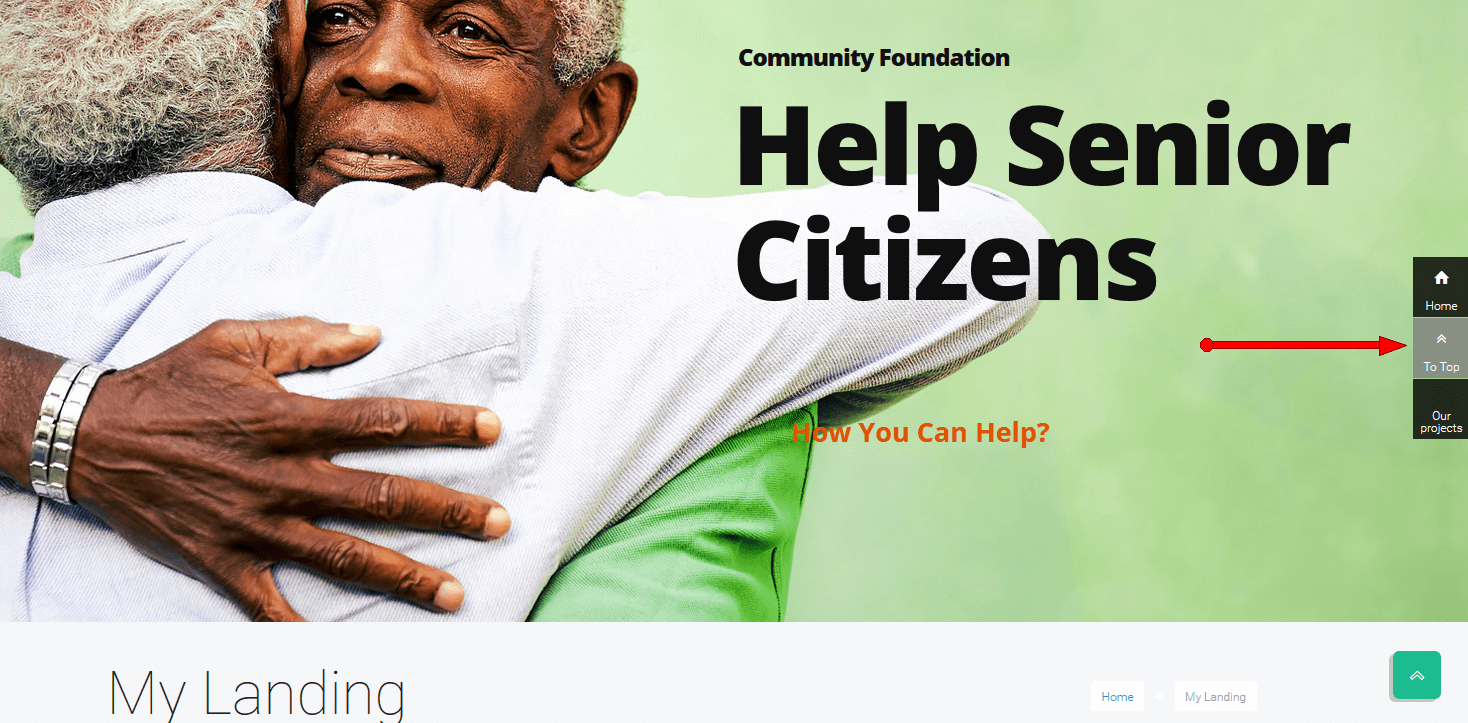 Community Foundation
Help Senior
Citizens
Home
To Top
Our
projects
How You Can Help?
My Landing
Home
My Landing